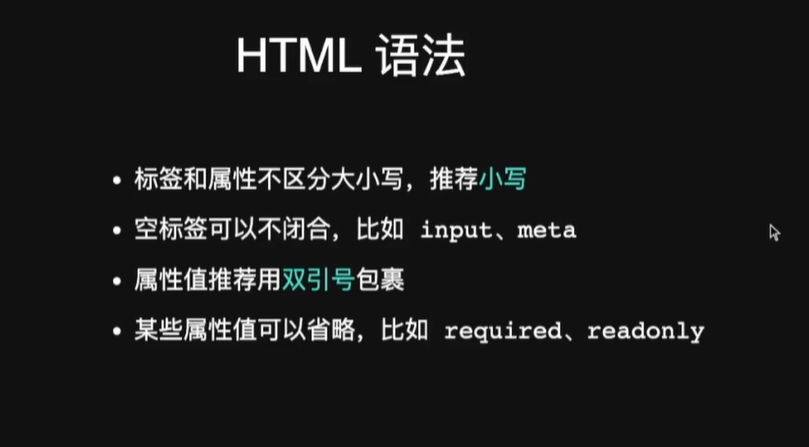 HTML 语法
• 标签和属性不区分大小写，推荐小写
• 空标签可以不闭合，比如 input、meta
• 属性值推荐用双引号包裹
• 某些属性值可以省略，比如 required、readonly